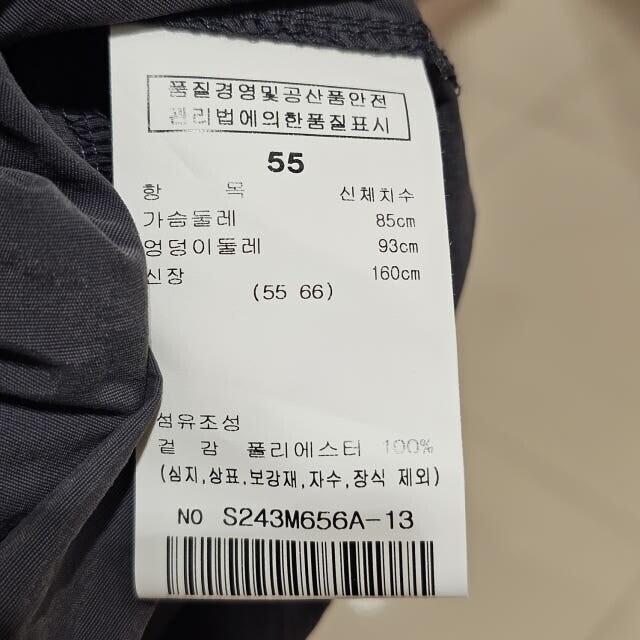 품질경영및공산품안전
관리법에의한품질표시
55
항 목 신체치수
가슴둘레 85cm
엉덩이둘레 93cm
신장 160cm
(55 66)
섬유조성
겉 감 폴리에스터 100%
(심지,상표,보강재,자수,장식 제외)
NO S243M656A-13